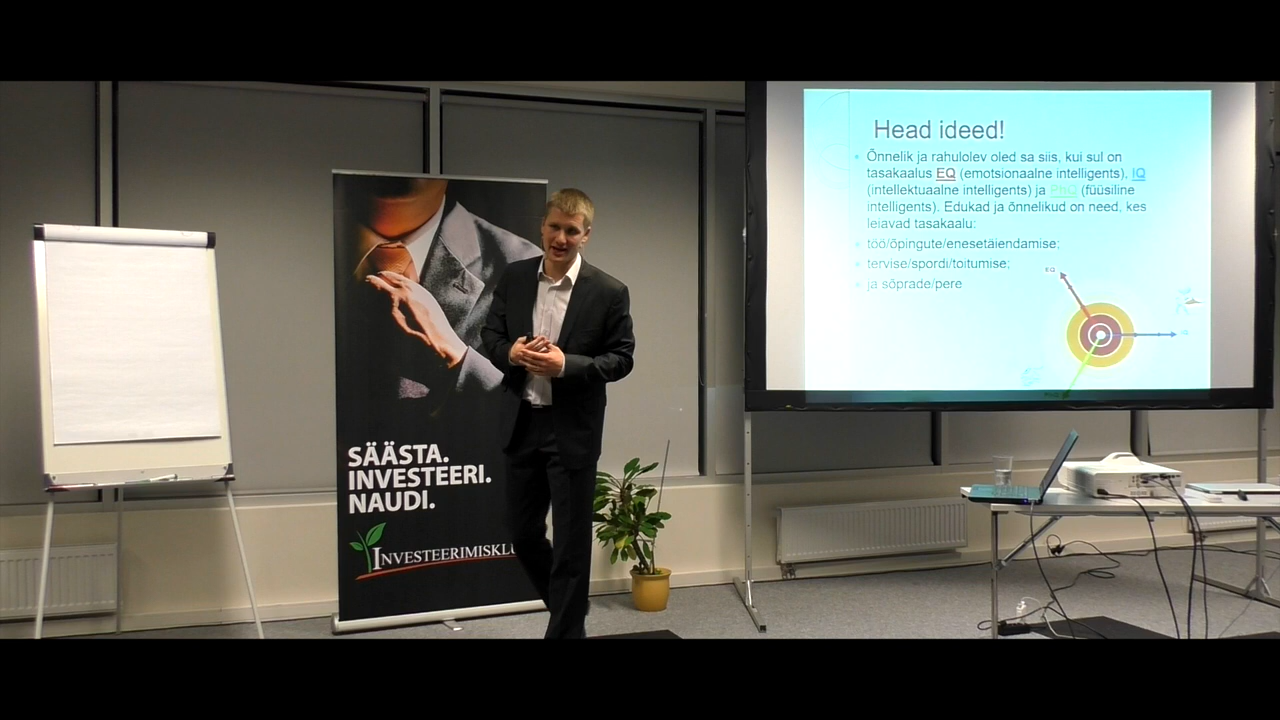 SÄÄSTA.
INVESTEERI.
NAUDI.
INVESTEERIMISKLU
Head ideed!
Õnnelik ja rahulolev oled sa siis, kui sul on
tasakaalus EQ (emotsionaalne intelligents), IQ
(intellektuaalne intelligents) ja PhQ (füüsiline
intelligents). Edukad ja õnnelikud on need, kes
leiavad tasakaalu:
töö/õpingute/enesetäiendamise;
tervise/spordi/toitumise;
ja sõprade/pere
EQ